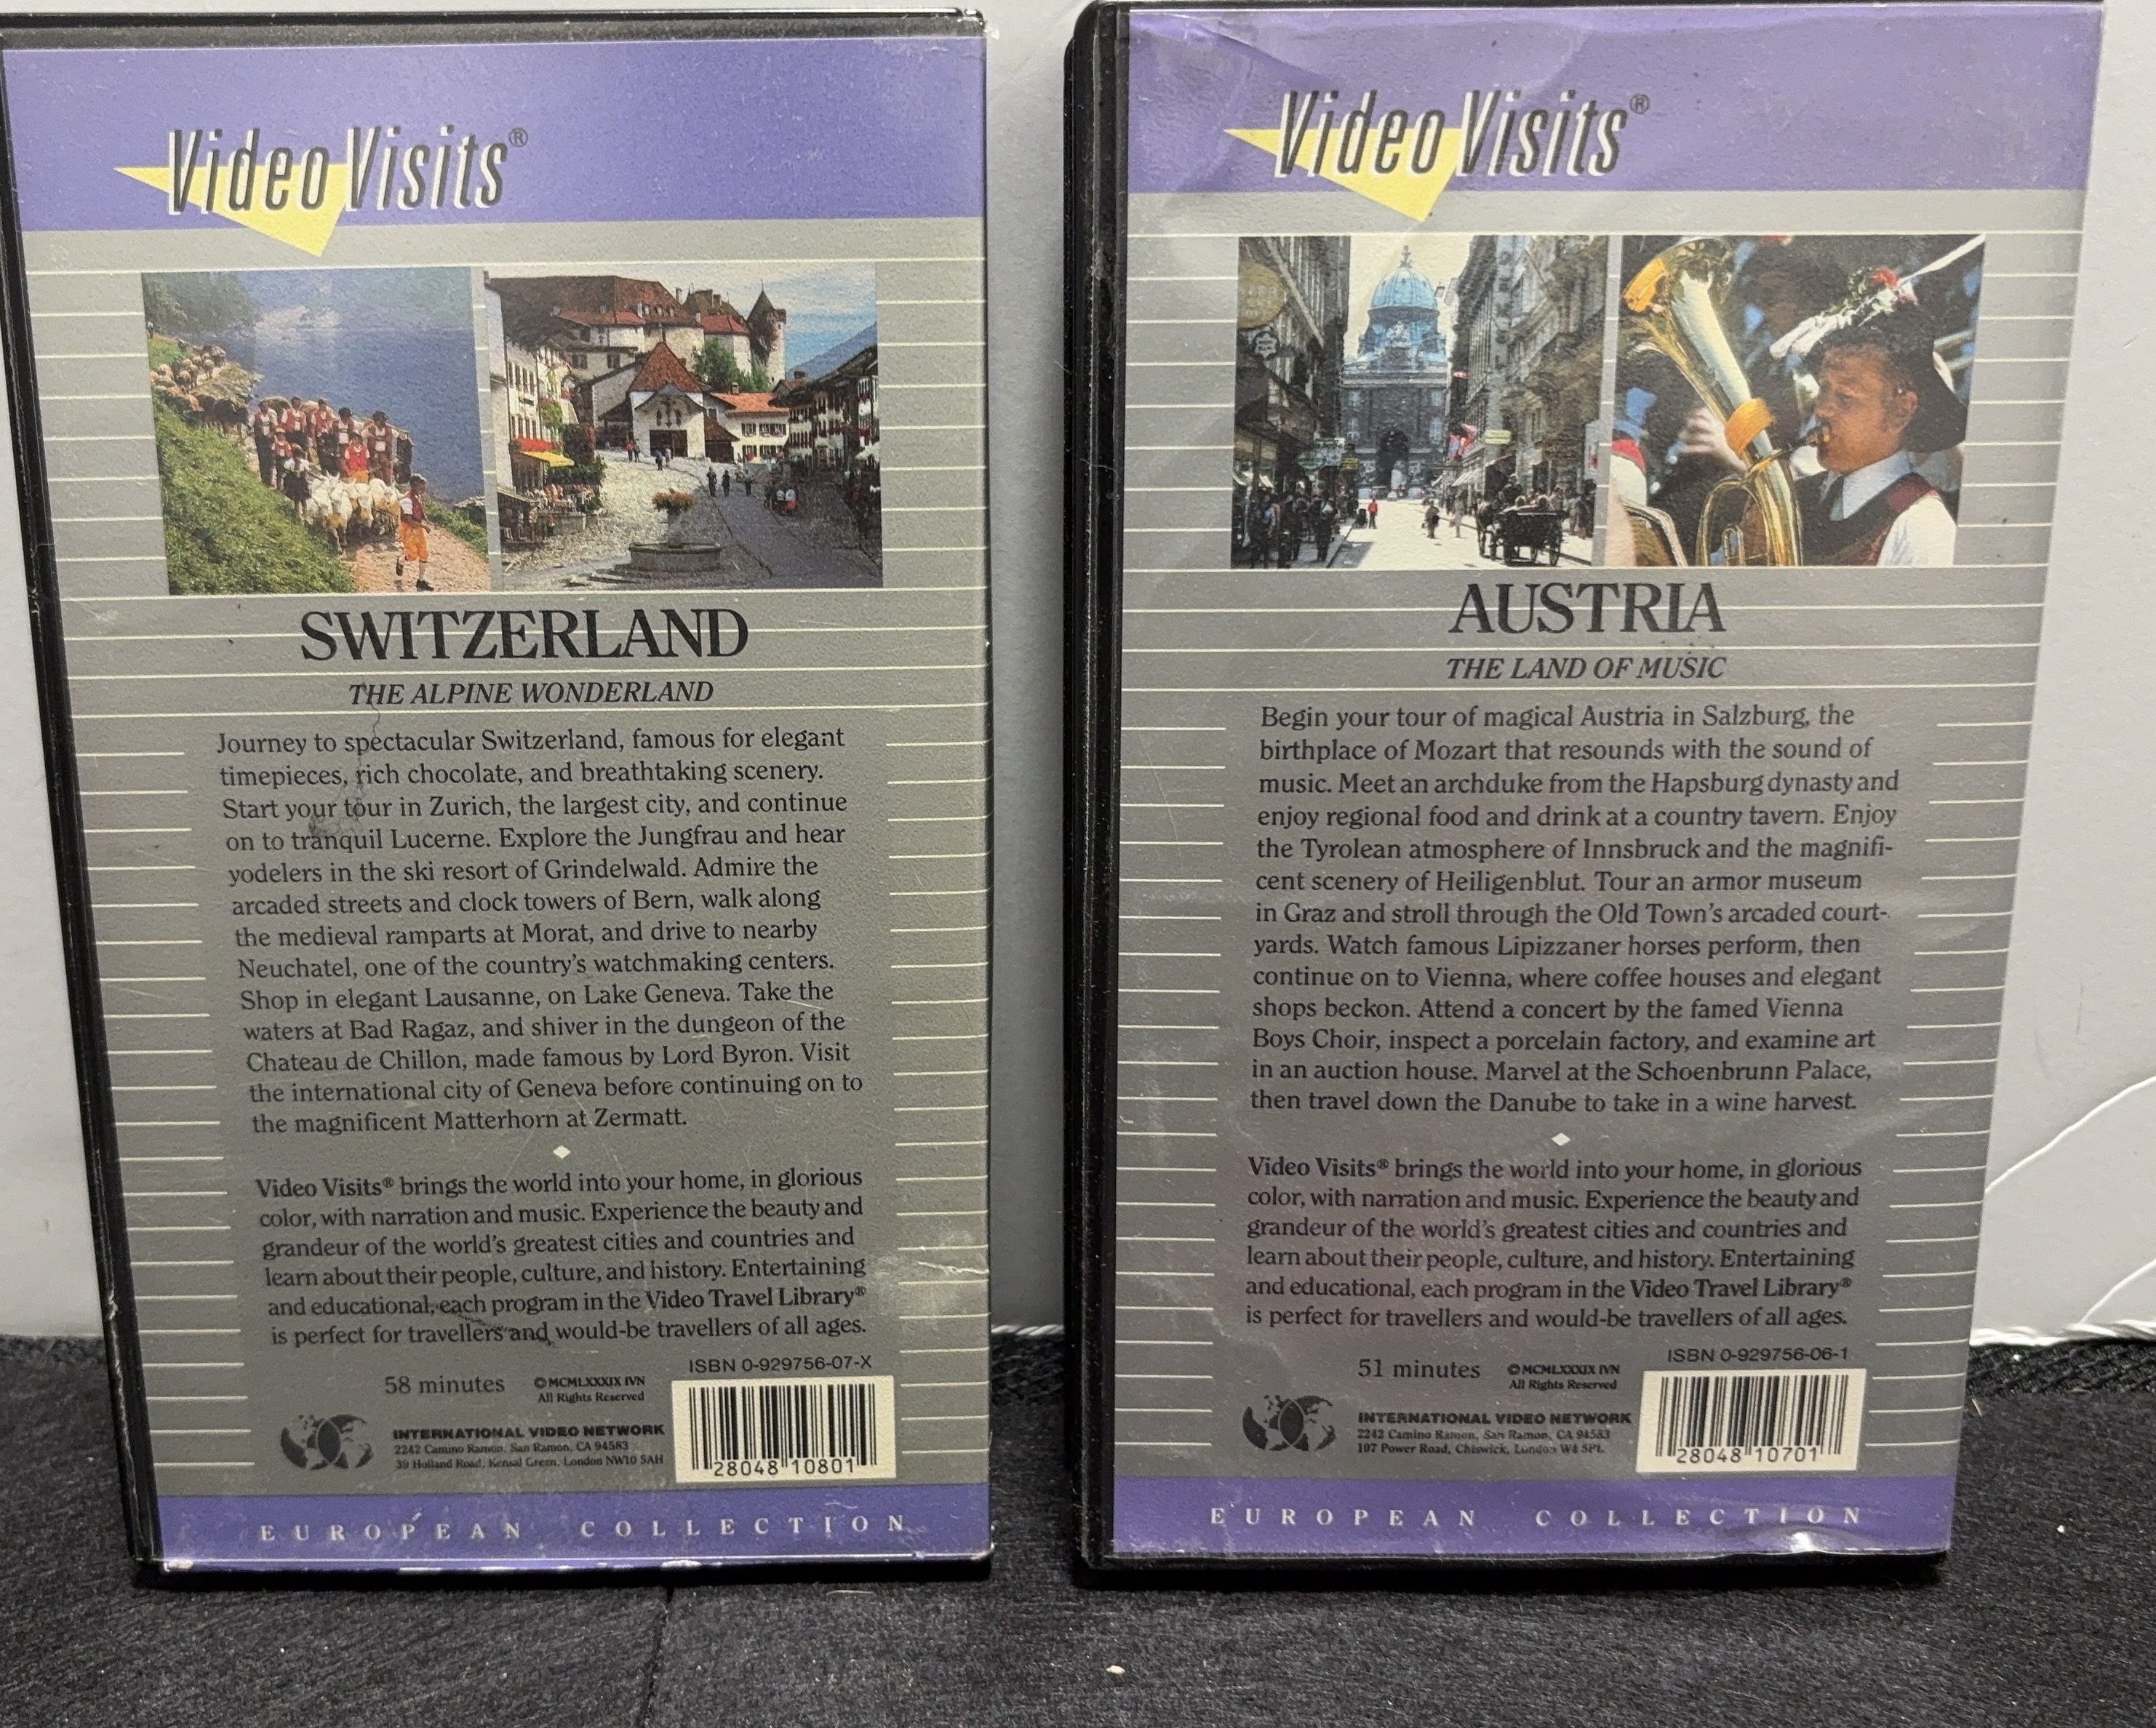 Video Visits®
SWITZERLAND
THE ALPINE WONDERLAND
Journey to spectacular Switzerland, famous for elegant
timepieces, rich chocolate, and breathtaking scenery.
Start your tour in Zurich, the largest city, and continue
on to tranquil Lucerne. Explore the Jungfrau and hear
yodelers in the ski resort of Grindelwald. Admire the
arcaded streets and clock towers of Bern, walk along
the medieval ramparts at Morat, and drive to nearby
Neuchatel, one of the country's watchmaking centers.
Shop in elegant Lausanne, on Lake Geneva. Take the
waters at Bad Ragaz, and shiver in the dungeon of the
Chateau de Chillon, made famous by Lord Byron. Visit
the international city of Geneva before continuing on to
the magnificent Matterhorn at Zermatt.
Video Visits® brings the world into your home, in glorious
color, with narration and music. Experience the beauty and
grandeur of the world's greatest cities and countries and
learn about their people, culture, and history. Entertaining
and educational, each program in the Video Travel Library®
is perfect for travellers and would-be travellers of all ages.
ISBN 0-929756-07-X
58 minutes
©MCMLXXXIX IVN
All Rights Reserved
INTERNATIONAL VIDEO NETWORK
2242 Camino Ramon, San Ramon, CA 94583
39 Holland Road, Kensal Green, London NW10 5AH
28048 10801
EUROPEAN COLLECTION
Video Visits®
AUSTRIA
THE LAND OF MUSIC
Begin your tour of magical Austria in Salzburg, the
birthplace of Mozart that resounds with the sound of
music. Meet an archduke from the Hapsburg dynasty and
enjoy regional food and drink at a country tavern. Enjoy
the Tyrolean atmosphere of Innsbruck and the magnifi-
cent scenery of Heiligenblut. Tour an armor museum
in Graz and stroll through the Old Town's arcaded court-
yards. Watch famous Lipizzaner horses perform, then
continue on to Vienna, where coffee houses and elegant
shops beckon. Attend a concert by the famed Vienna
Boys Choir, inspect a porcelain factory, and examine art
in an auction house. Marvel at the Schoenbrunn Palace,
then travel down the Danube to take in a wine harvest.
Video Visits® brings the world into your home, in glorious
color, with narration and music. Experience the beauty and
grandeur of the world's greatest cities and countries and
learn about their people, culture, and history. Entertaining
and educational, each program in the Video Travel Library®
is perfect for travellers and would-be travellers of all ages.
ISBN 0-929756-06-1
51 minutes
©MCMLXXXIX IVN
All Rights Reserved
INTERNATIONAL VIDEO NETWORK
2242 Camino Ramon, San Ramon, CA 94583
107 Power Road, Chiswick, London W4 5PL
28048 10701
EUROPEAN COLLECTION